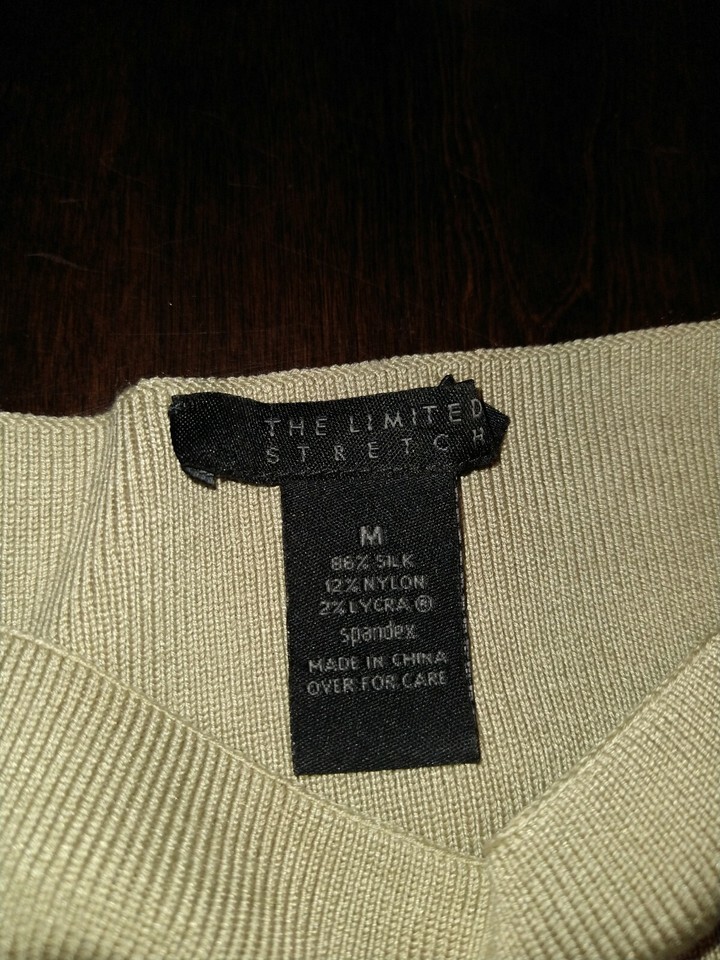 THE LIMITED
STRETCH
M
86% SILK
12% NYLON
2% LYCRA ®
spandex
MADE IN CHINA
OVER FOR CARE